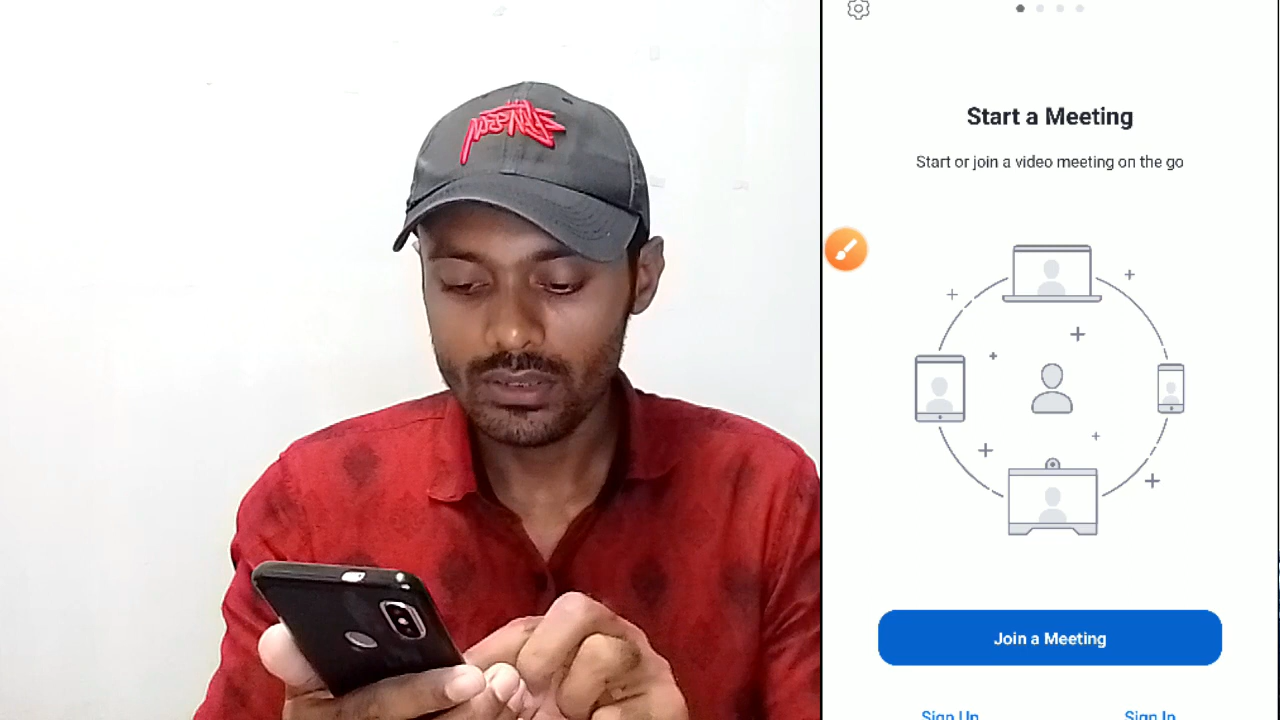 Start a Meeting
Start or join a video meeting on the go
Join a Meeting
Sign Up
Sign In